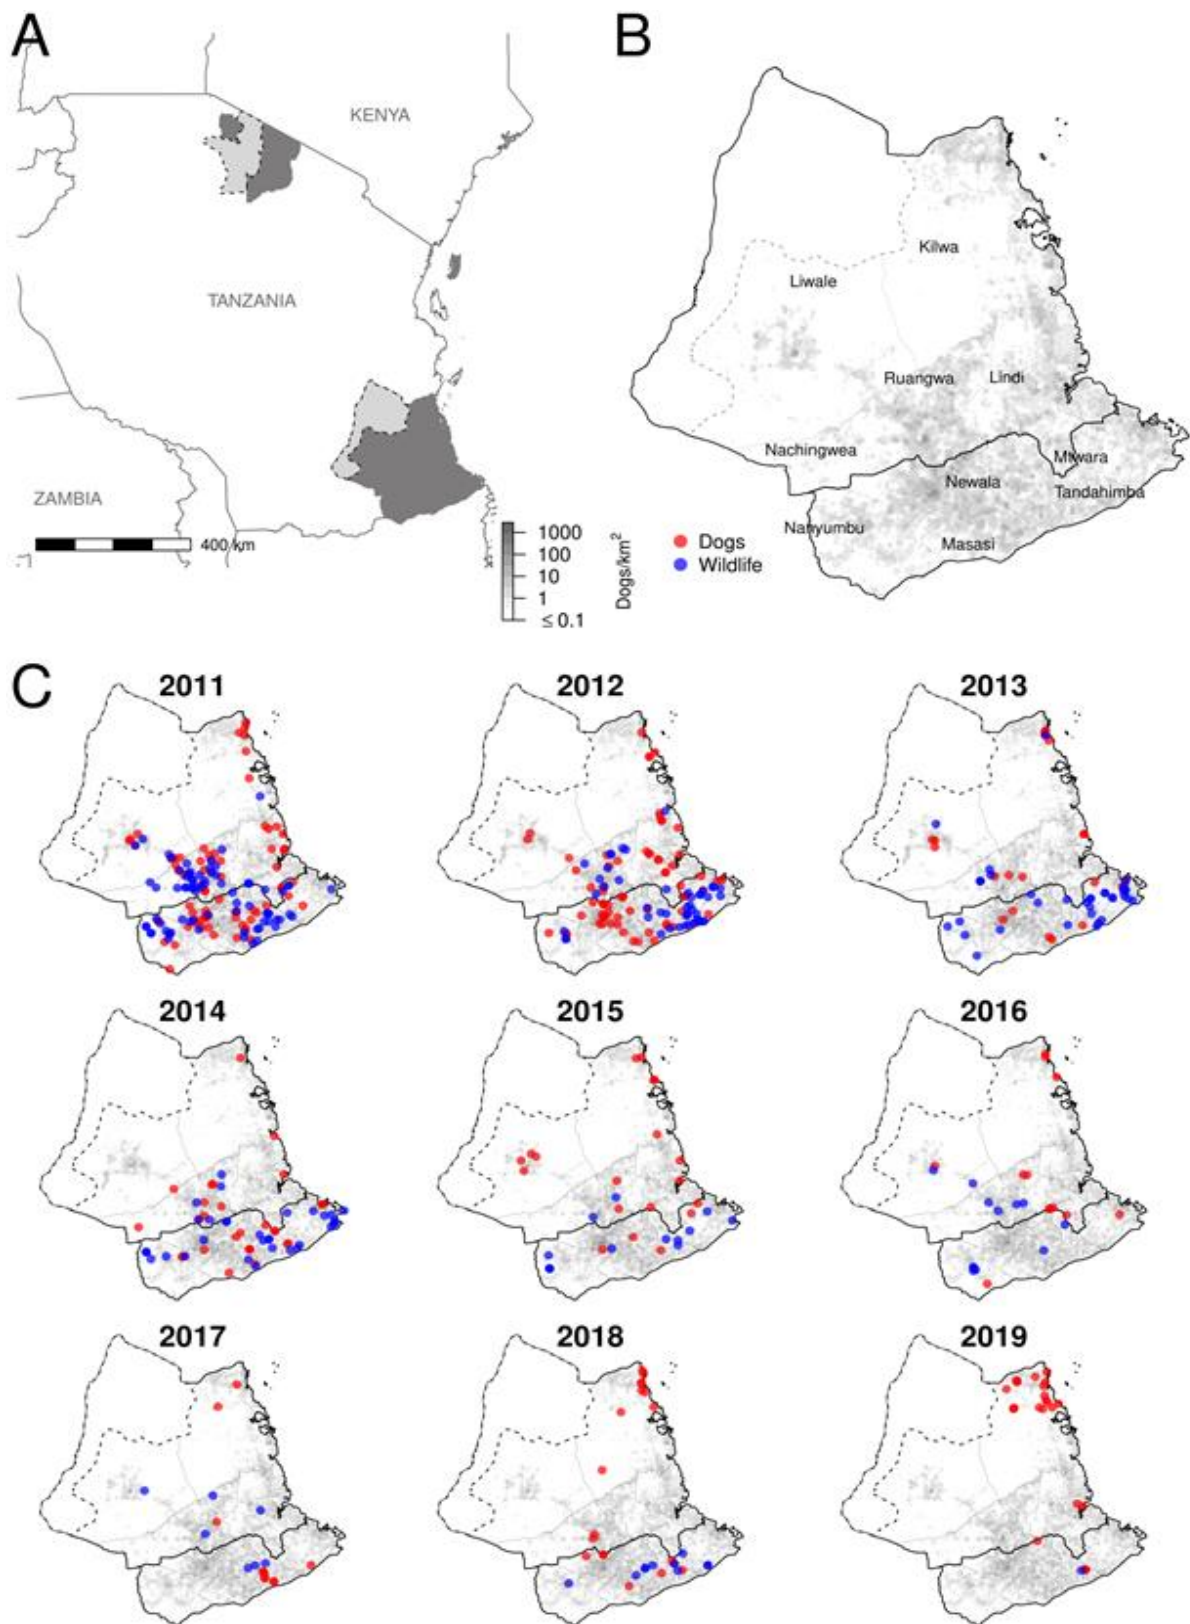 A
B
KENYA
TANZANIA
ZAMBIA
400 km
1000
100
10
1
≤ 0.1
Dogs/km²
Kilwa
Liwale
Ruangwa
Lindi
Nachingwea
Mtwara
Newala
Tandahimba
Nanyumbu
Masasi
Dogs
Wildlife
C
2011
2012
2013
2014
2015
2016
2017
2018
2019